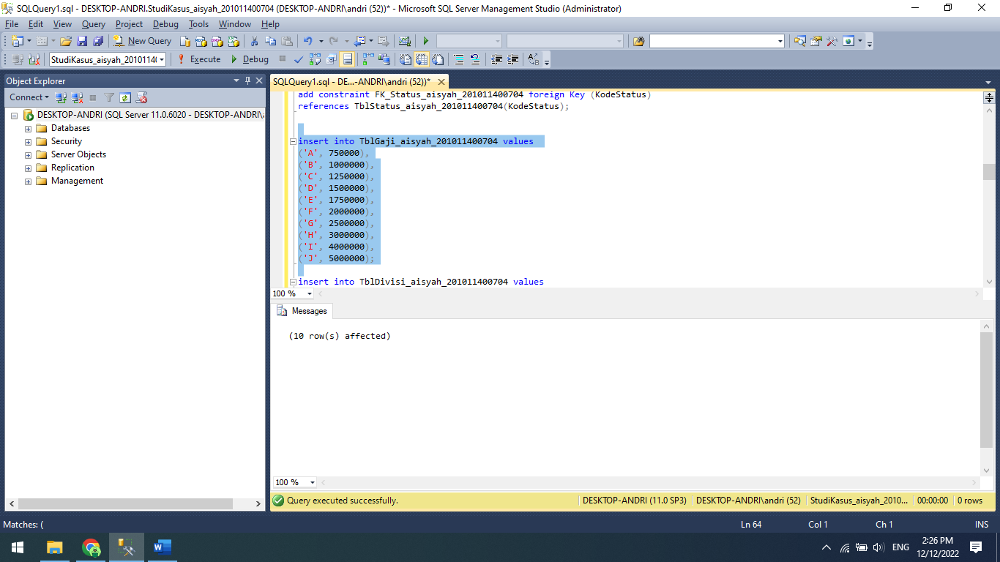 SQLQuery1.sql - DESKTOP-ANDRI.StudiKasus_aisyah_201011400704 (DESKTOP-ANDRI\andri (52))* - Microsoft SQL Server Management Studio (Administrator)
File Edit View Query Project Debug Tools Window Help
New Query
StudiKasus_aisyah_2010114 Execute Debug
Object Explorer
Connect
DESKTOP-ANDRI (SQL Server 11.0.6020 - DESKTOP-ANDRI\
Databases
Security
Server Objects
Replication
Management
SQLQuery1.sql - DE...-ANDRI\andri (52))*
add constraint FK_Status_aisyah_201011400704 foreign Key (KodeStatus)
references TblStatus_aisyah_201011400704(KodeStatus);
insert into TblGaji_aisyah_201011400704 values
('A', 750000),
('B', 1000000),
('C', 1250000),
('D', 1500000),
('E', 1750000),
('F', 2000000),
('G', 2500000),
('H', 3000000),
('I', 4000000),
('J', 5000000);
insert into TblDivisi_aisyah_201011400704 values
100 %
Messages
(10 row(s) affected)
100 %
Query executed successfully. DESKTOP-ANDRI (11.0 SP3) DESKTOP-ANDRI\andri (52) StudiKasus_aisyah_2010... 00:00:00 0 rows
Matches: ( Ln 64 Col 1 Ch 1 INS
ENG
2:26 PM
12/12/2022